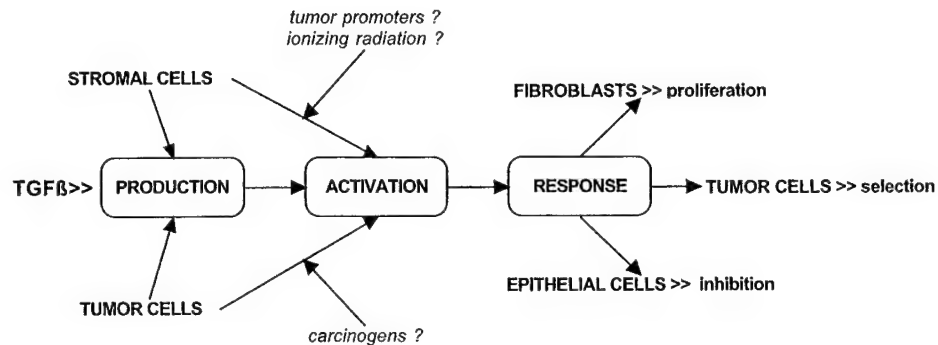 tumor promoters ?
ionizing radiation ?
STROMAL CELLS
FIBROBLASTS >> proliferation
TGFß>>
PRODUCTION
ACTIVATION
RESPONSE
TUMOR CELLS >> selection
EPITHELIAL CELLS >> inhibition
TUMOR CELLS
carcinogens ?